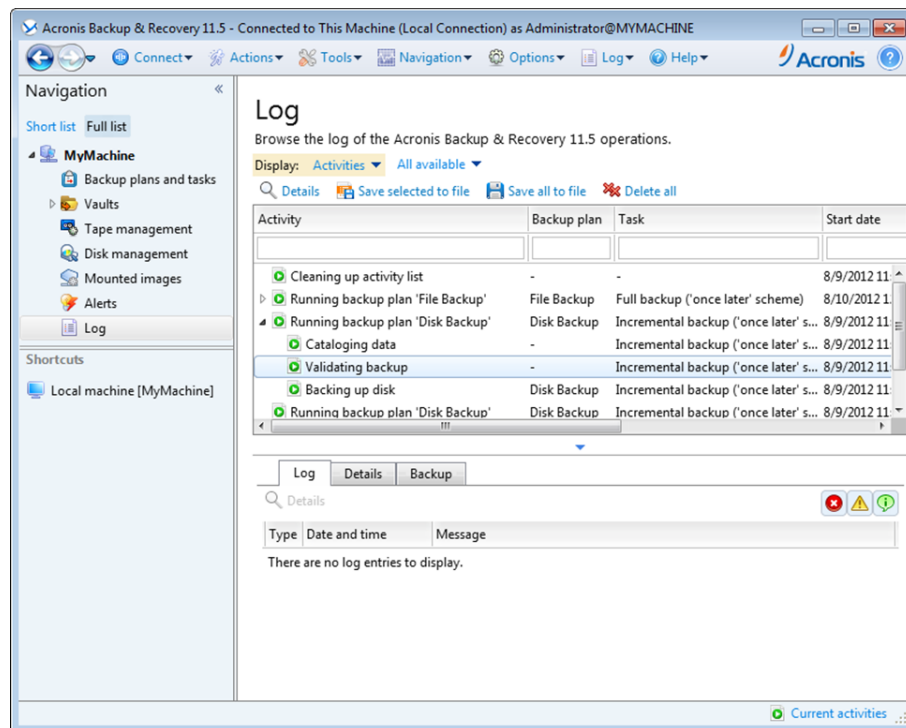 Acronis Backup & Recovery 11.5 - Connected to This Machine (Local Connection) as Administrator@MYMACHINE
Connect Actions Tools Navigation Options Log Help Acronis
Navigation
Short list Full list
MyMachine
Backup plans and tasks
Vaults
Tape management
Disk management
Mounted images
Alerts
Log
Shortcuts
Local machine [MyMachine]
Log
Browse the log of the Acronis Backup & Recovery 11.5 operations.
Display: Activities All available
Details Save selected to file Save all to file Delete all
Activity Backup plan Task Start date
Cleaning up activity list - - 8/9/2012 11:
Running backup plan 'File Backup' File Backup Full backup ('once later' scheme) 8/10/2012 1
Running backup plan 'Disk Backup' Disk Backup Incremental backup ('once later' s... 8/9/2012 11:
Cataloging data - Incremental backup ('once later' s... 8/9/2012 11:
Validating backup - Incremental backup ('once later' s... 8/9/2012 11:
Backing up disk Disk Backup Incremental backup ('once later' s... 8/9/2012 11:
Running backup plan 'Disk Backup' Disk Backup Incremental backup ('once later' s... 8/9/2012 11:
Log Details Backup
Details
Type Date and time Message
There are no log entries to display.
Current activities